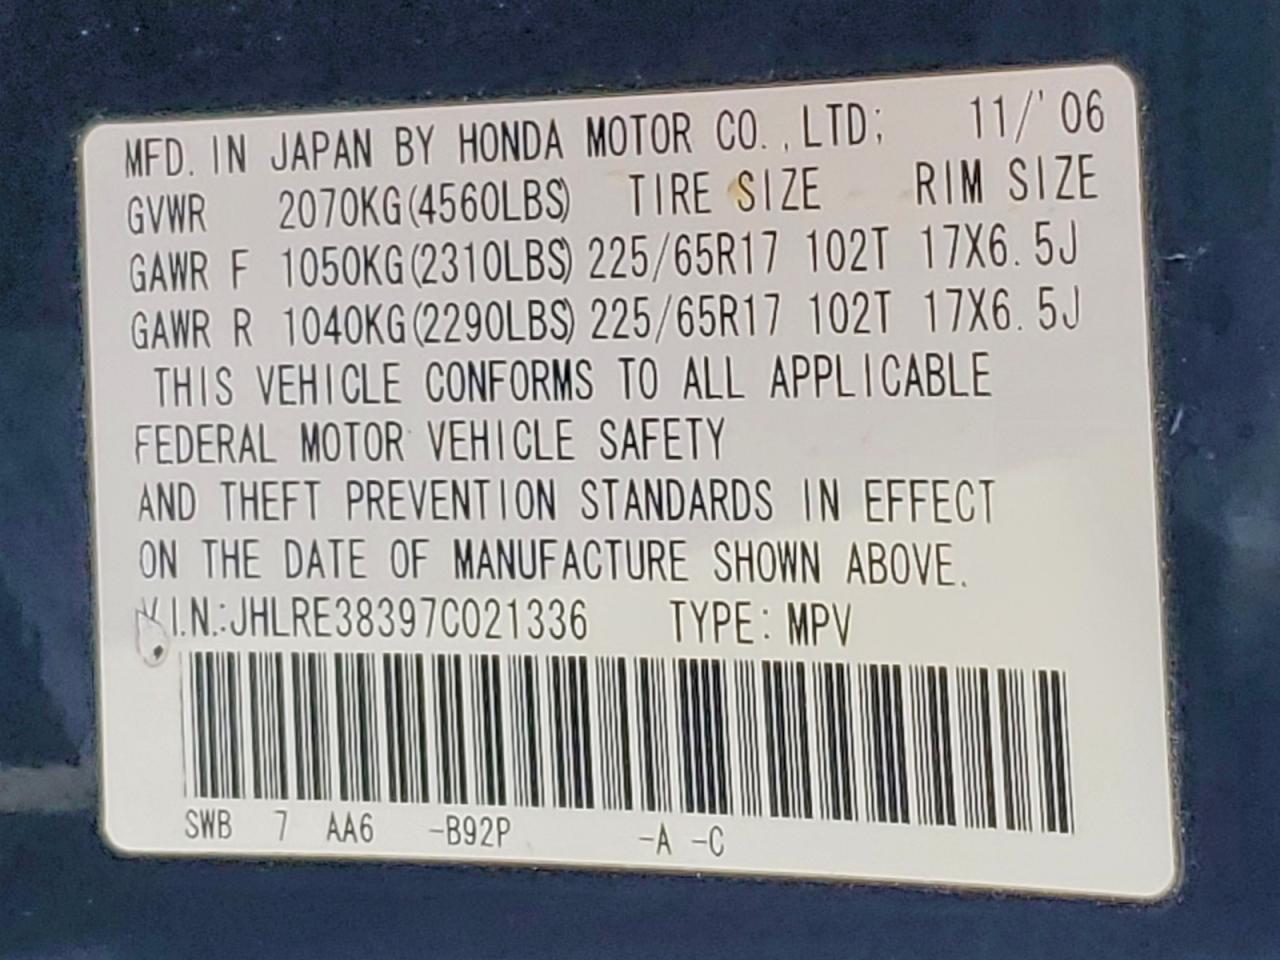 MFD. IN JAPAN BY HONDA MOTOR CO.,LTD; 11/'06
GVWR 2070KG(4560LBS) TIRE SIZE RIM SIZE
GAWR F 1050KG(2310LBS) 225/65R17 102T 17X6.5J
GAWR R 1040KG(2290LBS) 225/65R17 102T 17X6.5J
THIS VEHICLE CONFORMS TO ALL APPLICABLE
FEDERAL MOTOR VEHICLE SAFETY
AND THEFT PREVENTION STANDARDS IN EFFECT
ON THE DATE OF MANUFACTURE SHOWN ABOVE.
V.I.N.:JHLRE38397C021336 TYPE: MPV
SWB 7 AA6 -B92P -A -C